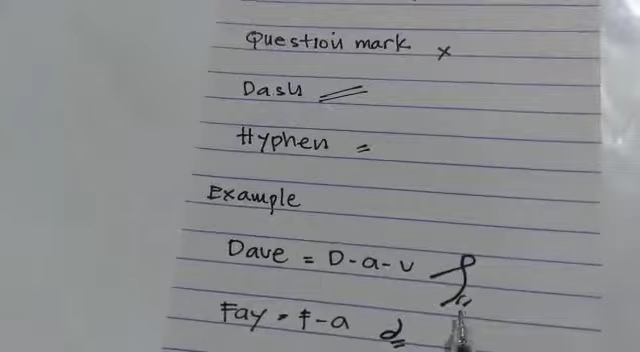 Question mark ×
Dash
Hyphen =
Example
Dave = D-a-v
Fay = F-a